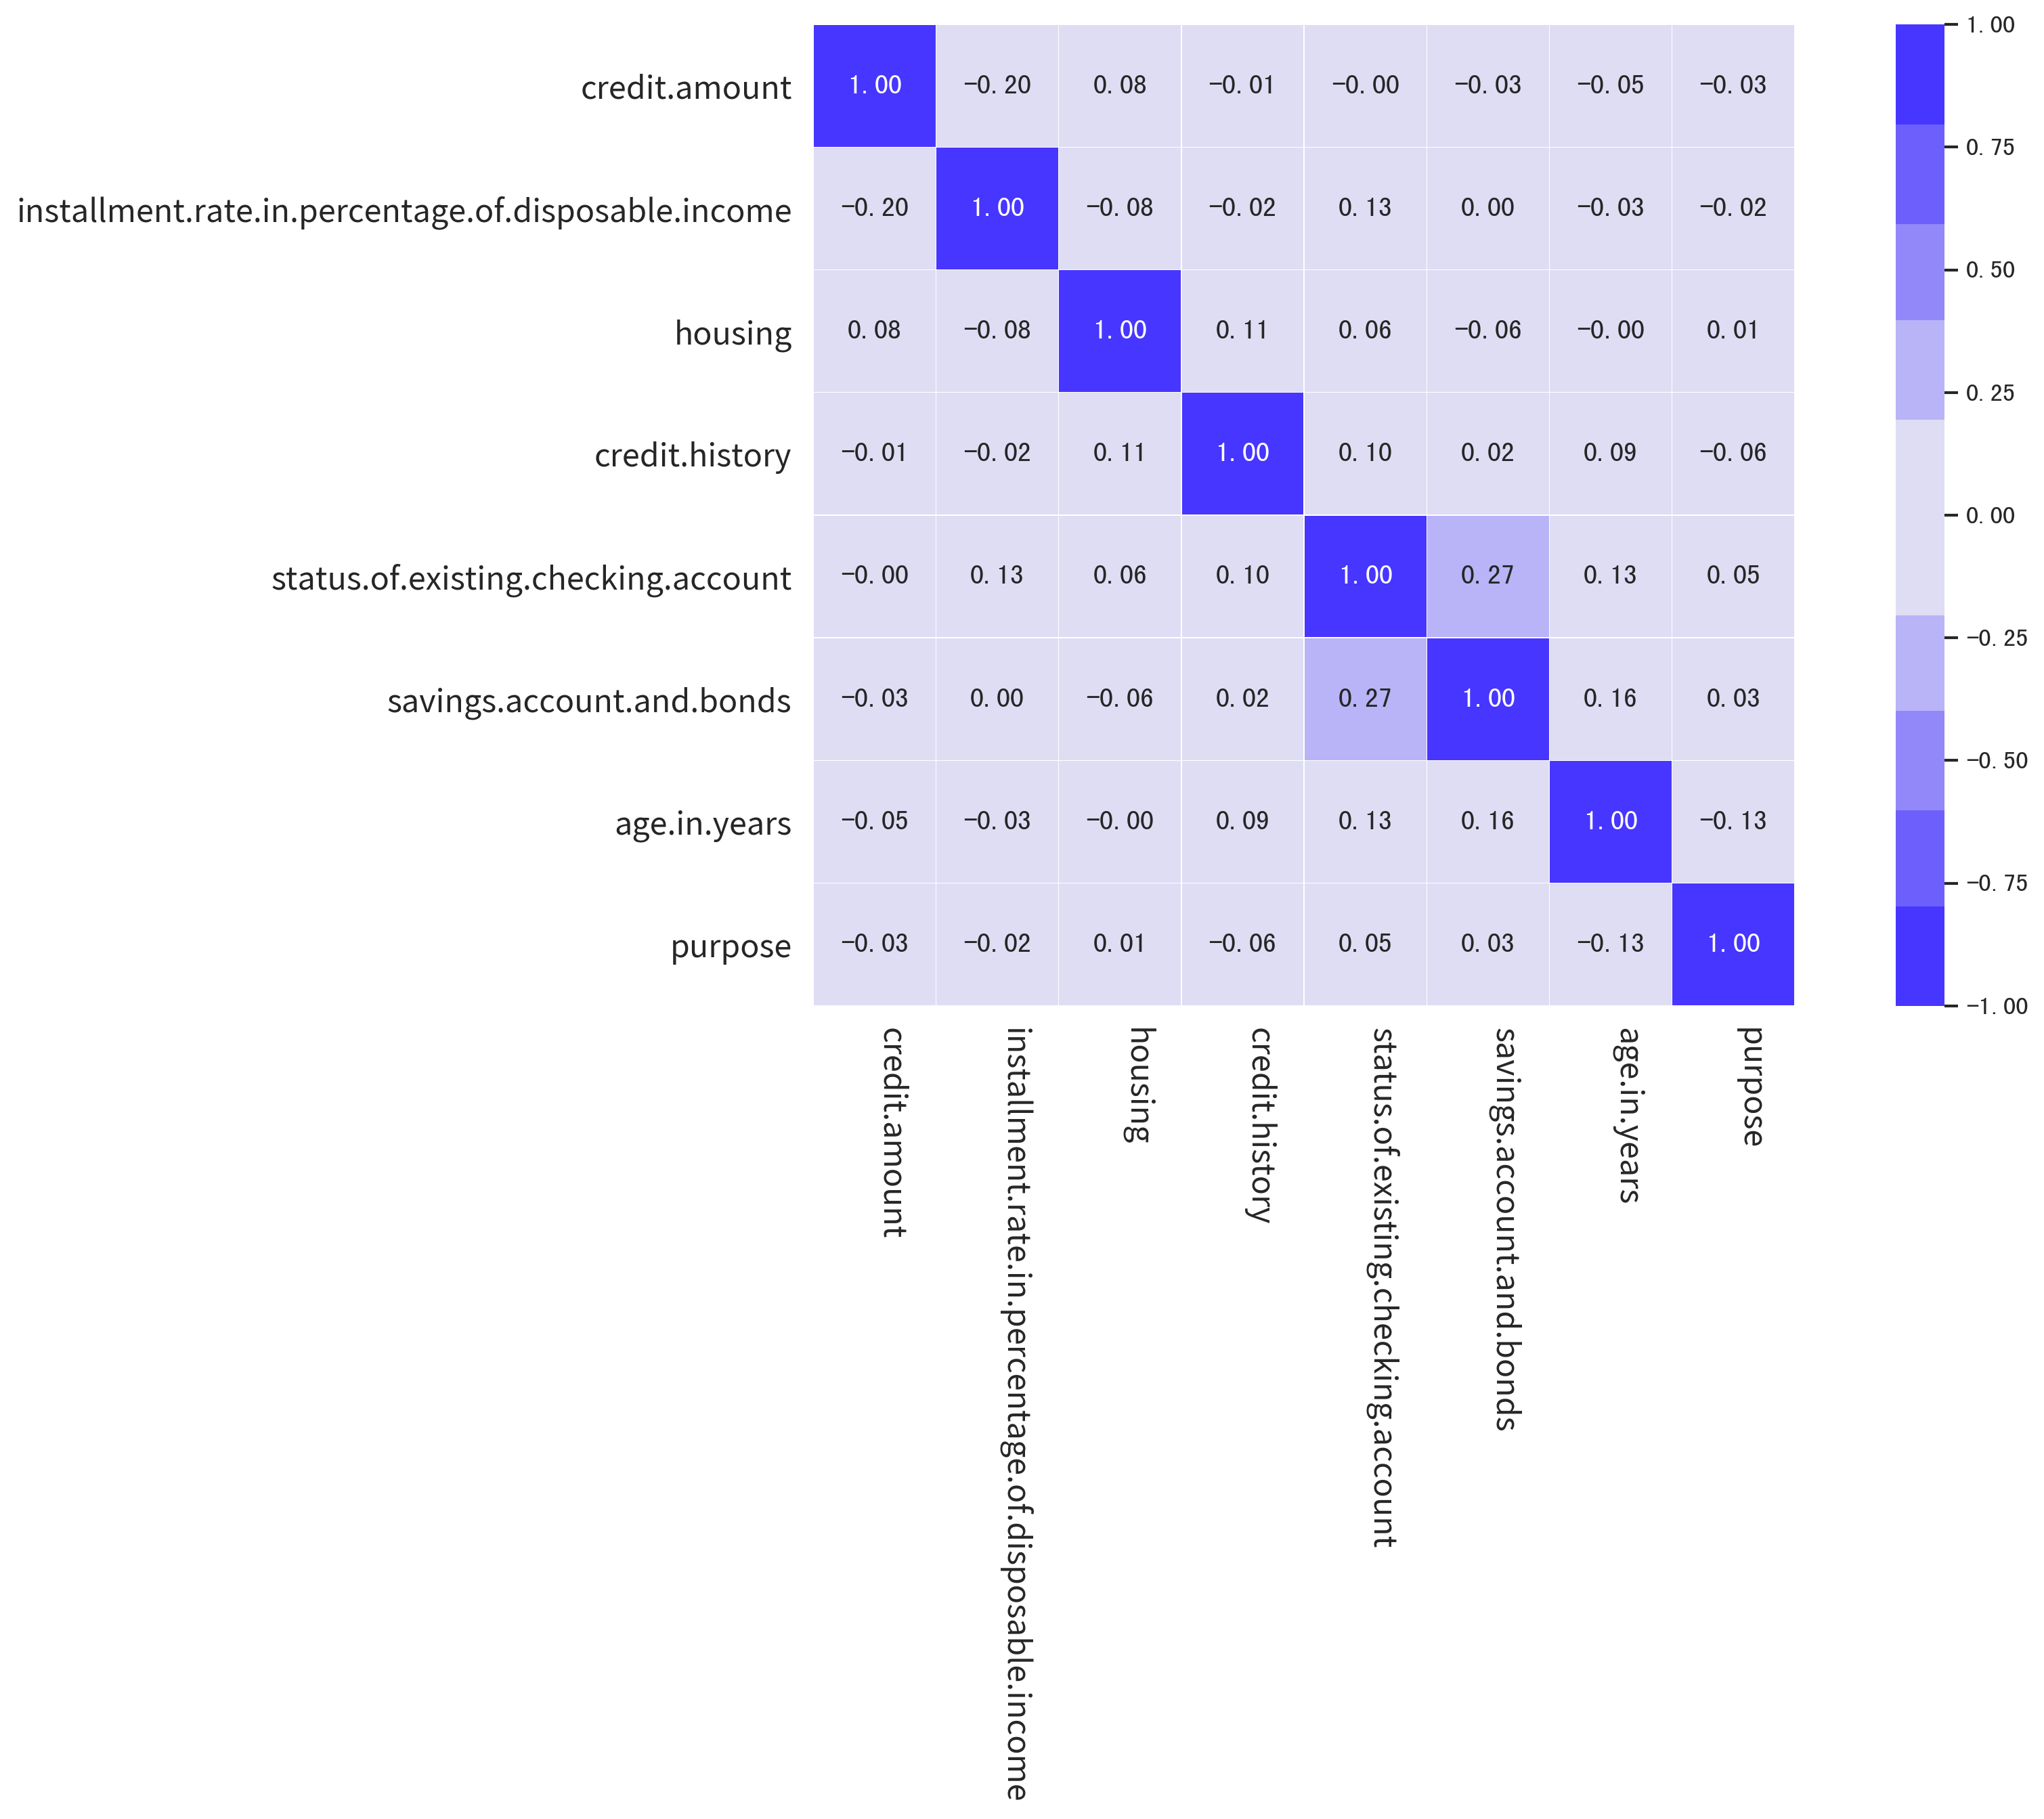 credit.amount 1.00 -0.20 0.08 -0.01 -0.00 -0.03 -0.05 -0.03
installment.rate.in.percentage.of.disposable.income -0.20 1.00 -0.08 -0.02 0.13 0.00 -0.03 -0.02
housing 0.08 -0.08 1.00 0.11 0.06 -0.06 -0.00 0.01
credit.history -0.01 -0.02 0.11 1.00 0.10 0.02 0.09 -0.06
status.of.existing.checking.account -0.00 0.13 0.06 0.10 1.00 0.27 0.13 0.05
savings.account.and.bonds -0.03 0.00 -0.06 0.02 0.27 1.00 0.16 0.03
age.in.years -0.05 -0.03 -0.00 0.09 0.13 0.16 1.00 -0.13
purpose -0.03 -0.02 0.01 -0.06 0.05 0.03 -0.13 1.00
credit.amount
installment.rate.in.percentage.of.disposable.income
housing
credit.history
status.of.existing.checking.account
savings.account.and.bonds
age.in.years
purpose
1.00
0.75
0.50
0.25
0.00
-0.25
-0.50
-0.75
-1.00